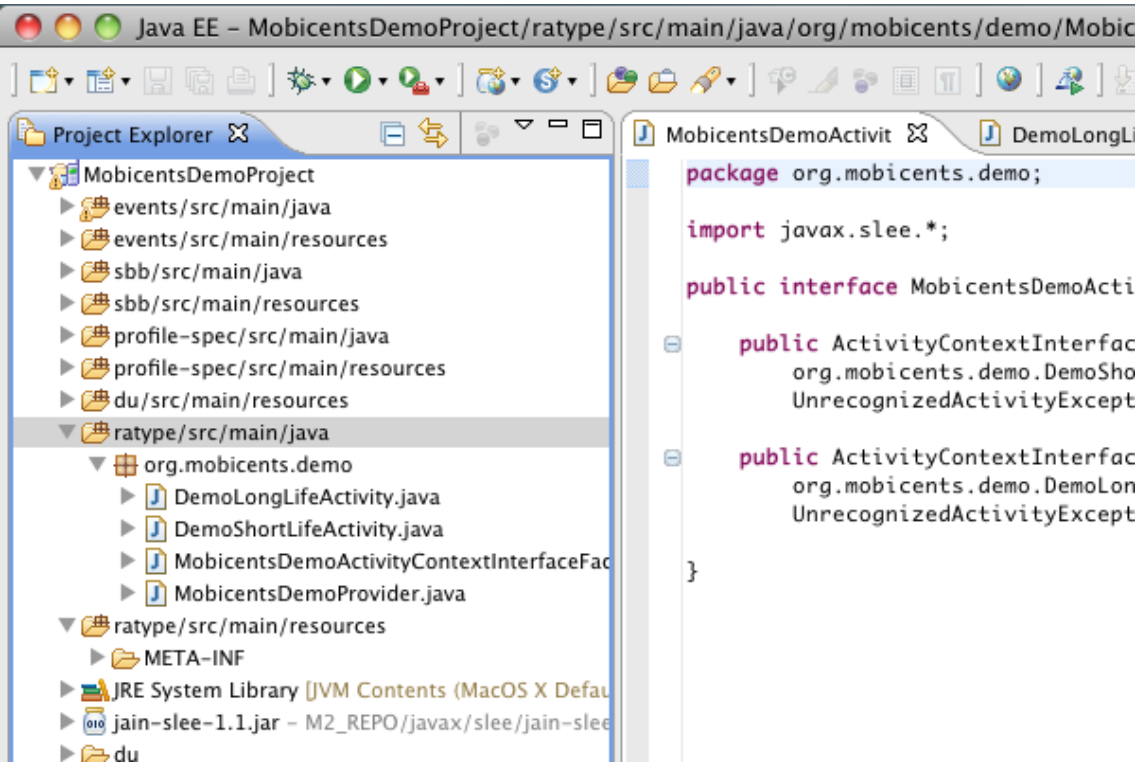 Java EE – MobicentsDemoProject/ratype/src/main/java/org/mobicents/demo/Mobic
Project Explorer
MobicentsDemoProject
events/src/main/java
events/src/main/resources
sbb/src/main/java
sbb/src/main/resources
profile-spec/src/main/java
profile-spec/src/main/resources
du/src/main/resources
ratype/src/main/java
org.mobicents.demo
DemoLongLifeActivity.java
DemoShortLifeActivity.java
MobicentsDemoActivityContextInterfaceFac
MobicentsDemoProvider.java
ratype/src/main/resources
META-INF
JRE System Library [JVM Contents (MacOS X Defau
jain-slee-1.1.jar – M2_REPO/javax/slee/jain-slee
du
MobicentsDemoActivit
DemoLongLi
package org.mobicents.demo;
import javax.slee.*;
public interface MobicentsDemoActi
public ActivityContextInterfac
org.mobicents.demo.DemoSho
UnrecognizedActivityExcept
public ActivityContextInterfac
org.mobicents.demo.DemoLon
UnrecognizedActivityExcept
}